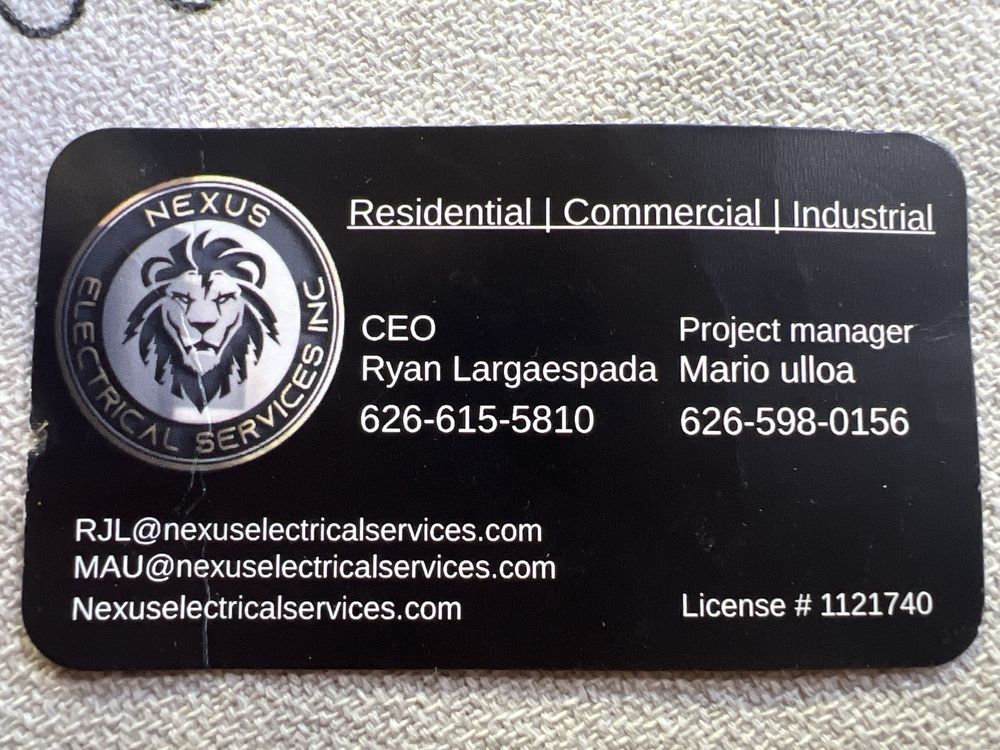 NEXUS
ELECTRICAL SERVICES INC
Residential | Commercial | Industrial
CEO
Ryan Largaespada
626-615-5810
Project manager
Mario ulloa
626-598-0156
RJL@nexuselectricalservices.com
MAU@nexuselectricalservices.com
Nexuselectricalservices.com
License # 1121740